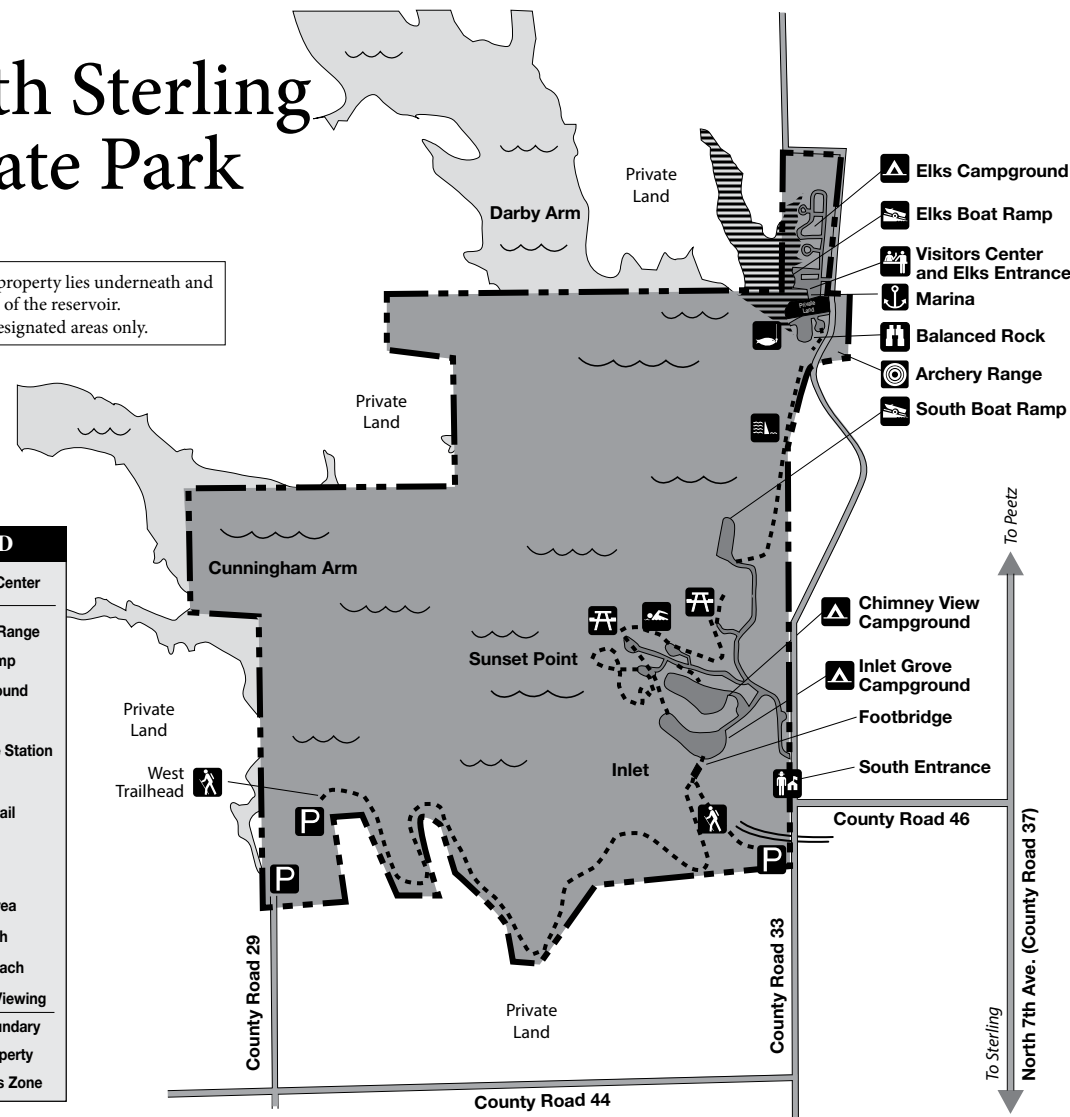 th Sterling
ate Park
property lies underneath and
of the reservoir.
esignated areas only.
Darby Arm
Private
Land
Elks Campground
Elks Boat Ramp
Visitors Center
and Elks Entrance
Marina
Private
Land
Balanced Rock
Archery Range
South Boat Ramp
Private
Land
Cunningham Arm
To Peetz
D
Center
Range
mp
ound
e Station
ail
rea
h
ach
Viewing
undary
perty
s Zone
Sunset Point
Chimney View
Campground
Inlet Grove
Campground
Footbridge
Private
Land
West
Trailhead
Inlet
South Entrance
P
P
P
County Road 46
County Road 29
County Road 33
North 7th Ave. (County Road 37)
Private
Land
To Sterling
County Road 44